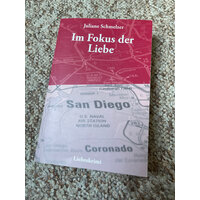 Juliane Schmelzer
Im Fokus der
Liebe
San Diego
U.S. NAVAL
AIR STATION
NORTH ISLAND
Coronado
Liebeskrimi